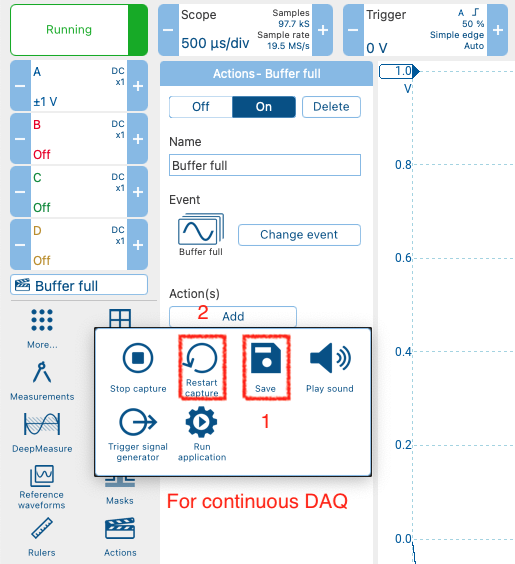 Running
Scope
500 µs/div
Samples
97.7 kS
Sample rate
19.5 MS/s
Trigger
0 V
A
50 %
Simple edge
Auto
A
DC
x1
±1 V
B
DC
x1
Off
C
DC
x1
Off
D
DC
x1
Off
Buffer full
More...
Measurements
DeepMeasure
Reference
waveforms
Masks
Rulers
Actions
Actions- Buffer full
Off
On
Delete
Name
Buffer full
Event
Buffer full
Change event
Action(s)
Add
2
Stop capture
Restart
capture
Save
Play sound
1
Trigger signal
generator
Run
application
For continuous DAQ
1.0
V
0.8
0.6
0.4
0.2
0.0